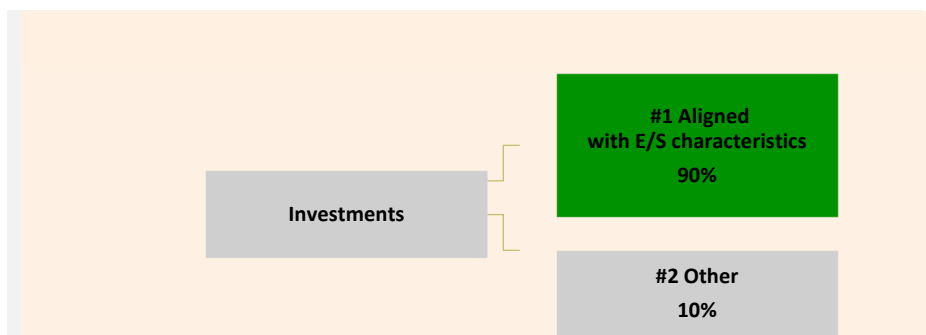 #1 Aligned
with E/S characteristics
90%
Investments
#2 Other
10%